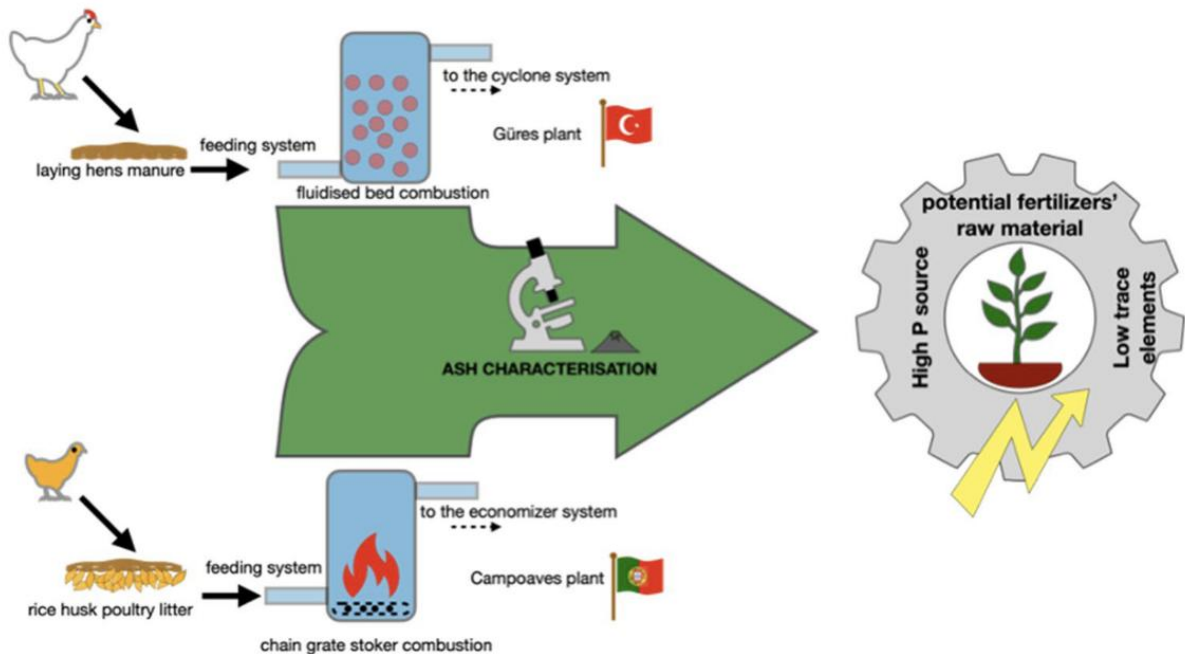 to the cyclone system
Güres plant
feeding system
laying hens manure
fluidised bed combustion
potential fertilizers'
raw material
High P source
Low trace
elements
ASH CHARACTERISATION
to the economizer system
Campoaves plant
feeding system
rice husk poultry litter
chain grate stoker combustion